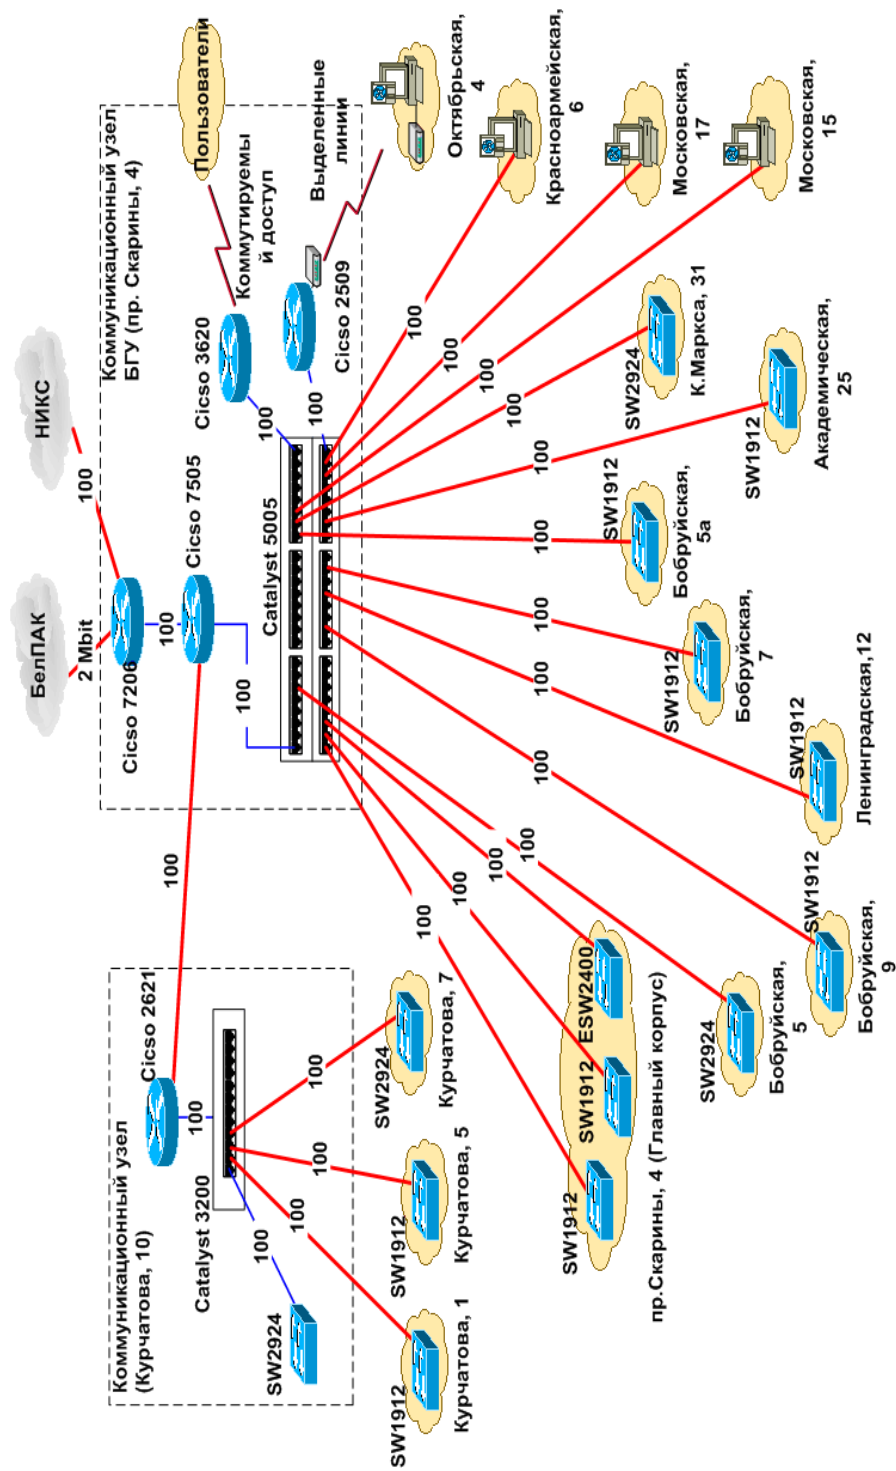 БелПАК
НИКС
2 Mbit
100
Cicso 7206
100
Cicso 7505
100
100
Коммуникационный узел
(Курчатова, 10)
Cicso 2621
100
Catalyst 3200
100
SW2924
100
100
100
SW1912
Курчатова, 1
SW1912
Курчатова, 5
SW2924
Курчатова, 7
Коммуникационный узел
БГУ (пр. Скарины, 4)
Пользователи
Cicso 3620
Коммутируемы
й доступ
100
Cicso 2509
Выделенные
линии
100
Catalyst 5005
Октябрьская,
4
100
100
100
100
100
100
100
100
100
100
100
100
100
SW1912
SW1912
ESW2400
пр.Скарины, 4 (Главный корпус)
SW2924
Бобруйская,
5
SW1912
Бобруйская,
9
SW1912
Ленинградская,12
SW1912
Бобруйская,
7
SW1912
Бобруйская,
5а
SW1912
Академическая,
25
SW2924
К.Маркса, 31
Московская,
15
Московская,
17
Красноармейская,
6